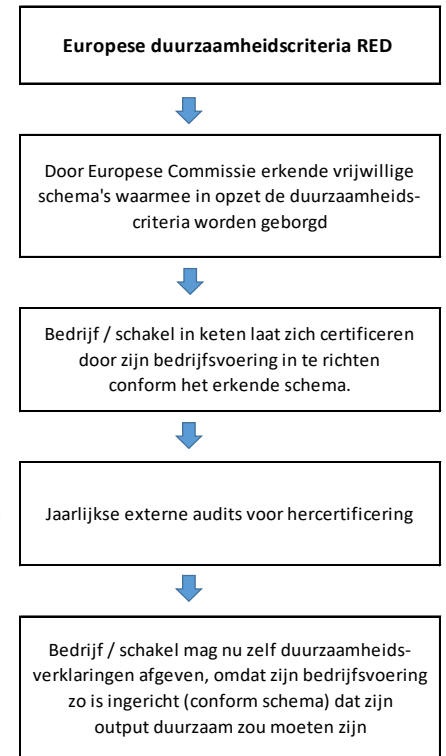 Europese duurzaamheidscriteria RED
Door Europese Commissie erkende vrijwillige
schema's waarmee in opzet de duurzaamheids-
criteria worden geborgd
Bedrijf / schakel in keten laat zich certificeren
door zijn bedrijfsvoering in te richten
conform het erkende schema.
Jaarlijkse externe audits voor hercertificering
Bedrijf / schakel mag nu zelf duurzaamheids-
verklaringen afgeven, omdat zijn bedrijfsvoering
zo is ingericht (conform schema) dat zijn
output duurzaam zou moeten zijn